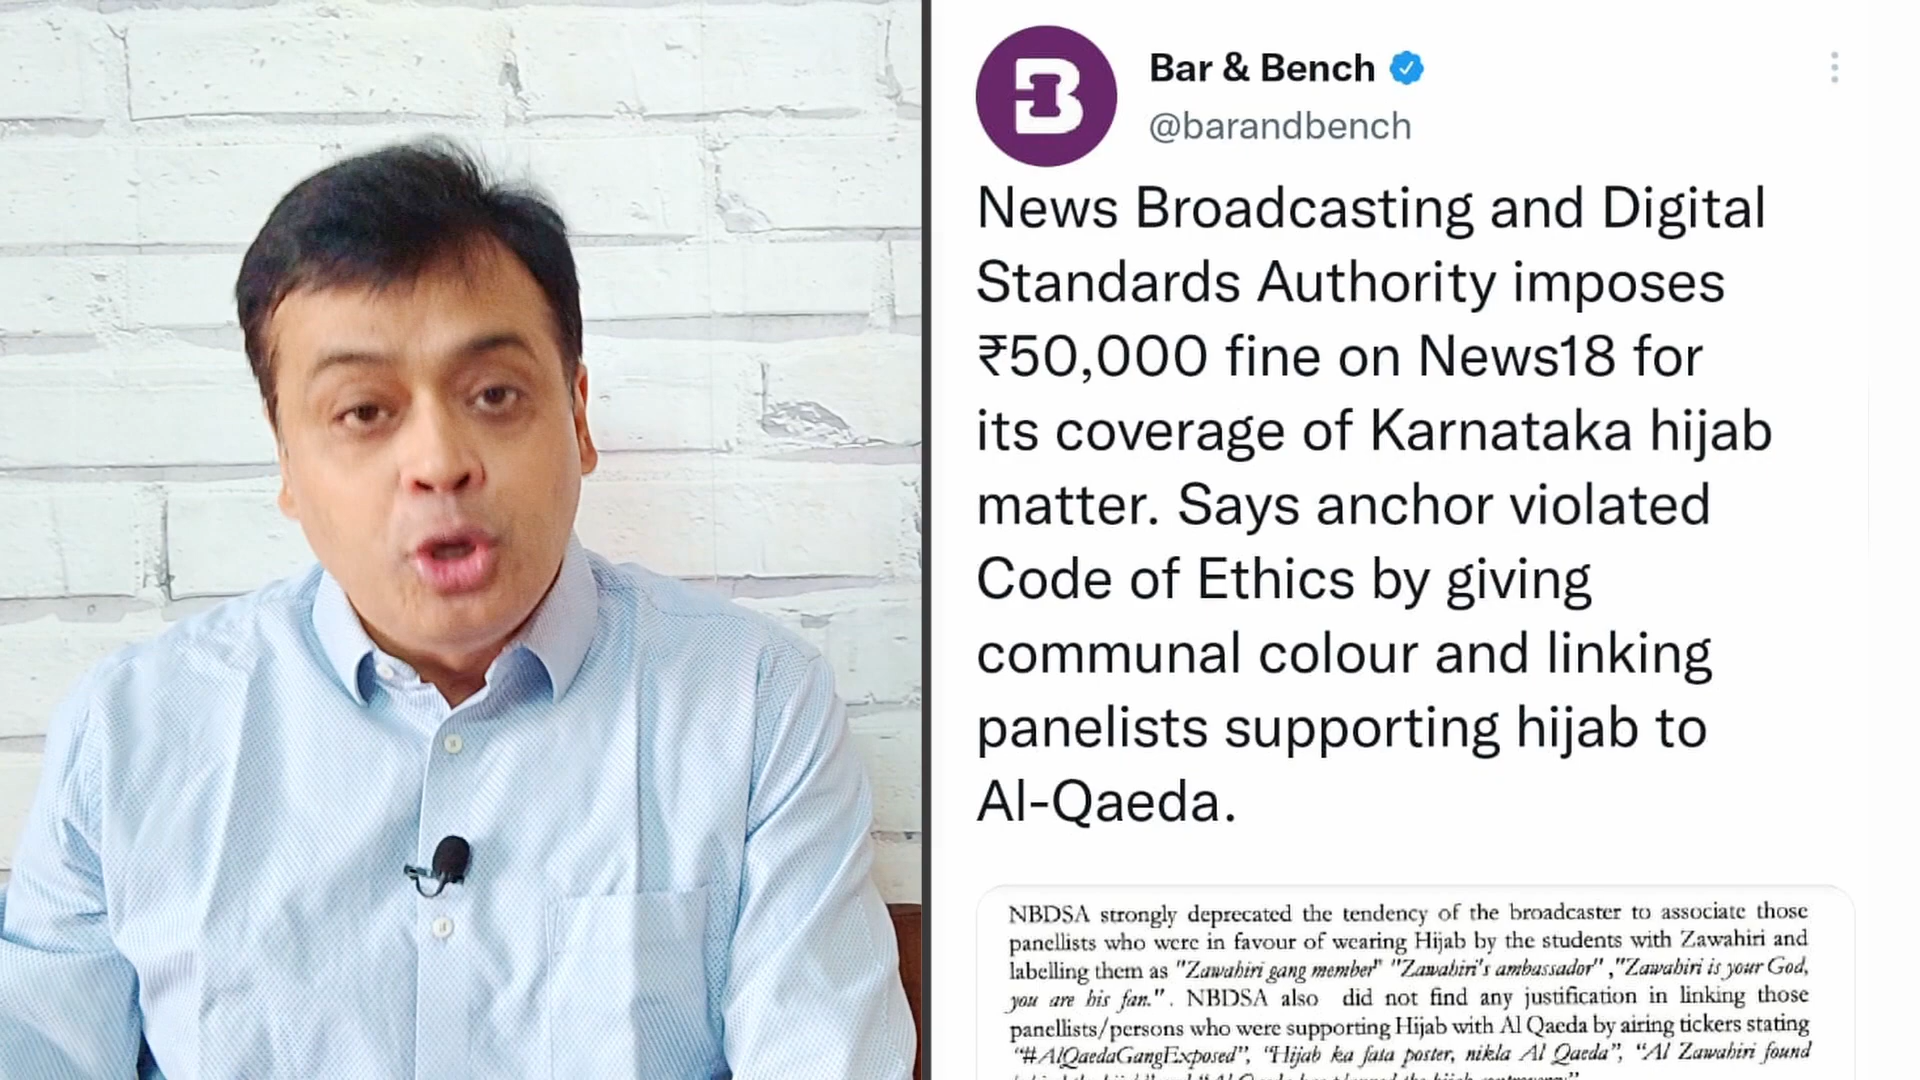 Bar & Bench
@barandbench
News Broadcasting and Digital
Standards Authority imposes
₹50,000 fine on News18 for
its coverage of Karnataka hijab
matter. Says anchor violated
Code of Ethics by giving
communal colour and linking
panelists supporting hijab to
Al-Qaeda.
NBDSA strongly deprecated the tendency of the broadcaster to associate those
panellists who were in favour of wearing Hijab by the students with Zawahiri and
labelling them as "Zawahiri gang member" "Zawahiri's ambassador" ,"Zawahiri is your God,
you are his fan.". NBDSA also did not find any justification in linking those
panellists/persons who were supporting Hijab with Al Qaeda by airing tickers stating
"#AlQaedaGangExposed", "Hijab ka fata poster, nikla Al Qaeda", "Al Zawahiri found